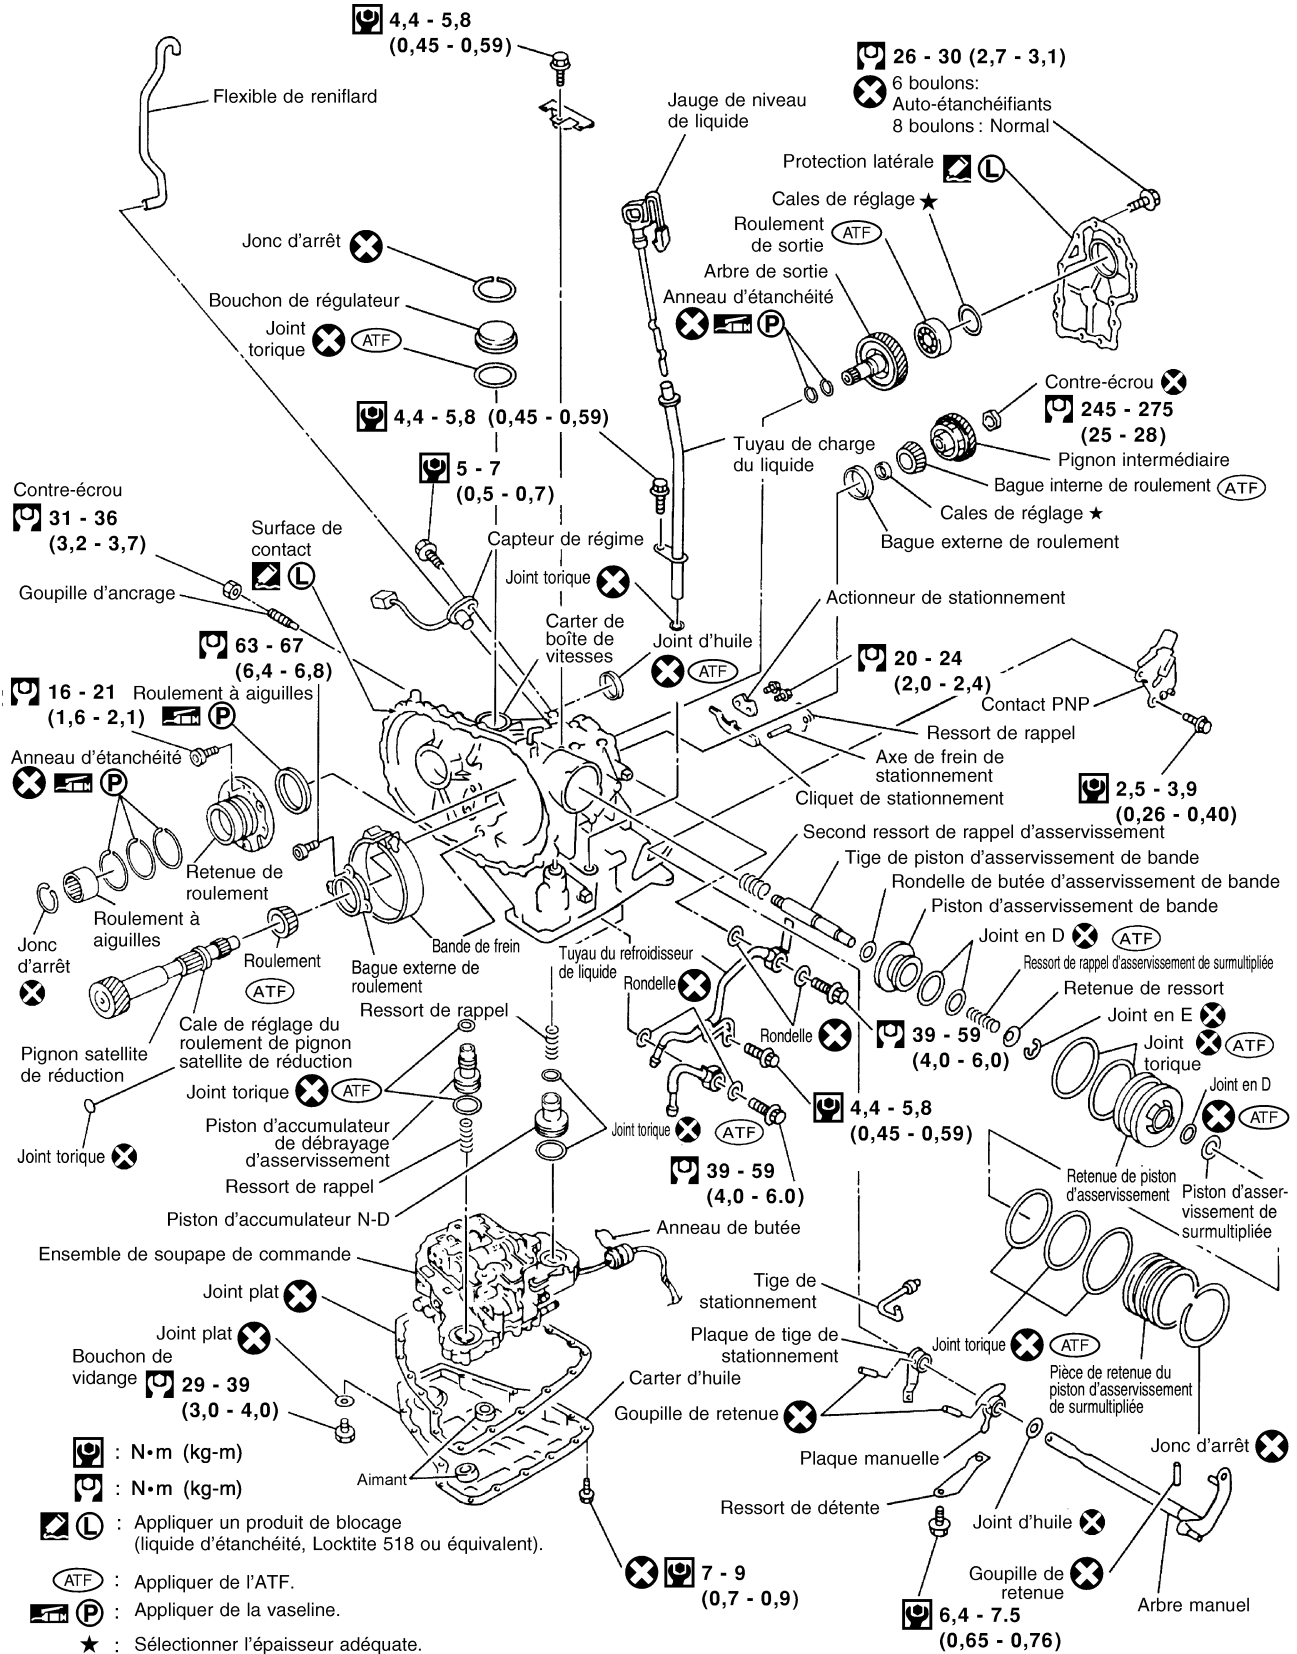 4,4 - 5,8
(0,45 - 0,59)
Flexible de reniflard
Jauge de niveau
de liquide
26 - 30 (2,7 - 3,1)
6 boulons:
Auto-étanchéifiants
8 boulons : Normal
Protection latérale L
Cales de réglage ★
Roulement
de sortie ATF
Arbre de sortie
Anneau d'étanchéité
P
Jonc d'arrêt
Bouchon de régulateur
Joint
torique ATF
4,4 - 5,8 (0,45 - 0,59)
Tuyau de charge
du liquide
Contre-écrou
245 - 275
(25 - 28)
Pignon intermédiaire
Bague interne de roulement ATF
Cales de réglage ★
Bague externe de roulement
5 - 7
(0,5 - 0,7)
Contre-écrou
31 - 36
(3,2 - 3,7)
Surface de
contact
L
Capteur de régime
Joint torique
Goupille d'ancrage
Actionneur de stationnement
Carter de
boîte de
vitesses
Joint d'huile
ATF
63 - 67
(6,4 - 6,8)
20 - 24
(2,0 - 2,4)
16 - 21
(1,6 - 2,1)
Roulement à aiguilles
P
Contact PNP
Ressort de rappel
Axe de frein de
stationnement
Cliquet de stationnement
Anneau d'étanchéité
P
2,5 - 3,9
(0,26 - 0,40)
Second ressort de rappel d'asservissement
Tige de piston d'asservissement de bande
Rondelle de butée d'asservissement de bande
Piston d'asservissement de bande
Joint en D ATF
Ressort de rappel d'asservissement de surmultipliée
Retenue de ressort
Joint en E
Joint
torique ATF
Joint en D
ATF
Retenue de
roulement
Roulement à
aiguilles
Jonc
d'arrêt
Roulement
ATF
Bande de frein
Bague externe de
roulement
Ressort de rappel
Tuyau du refroidisseur
de liquide
Rondelle
Rondelle
39 - 59
(4,0 - 6,0)
Cale de réglage du
roulement de pignon
satellite de réduction
Pignon satellite
de réduction
Joint torique ATF
Joint torique
Piston d'accumulateur
de débrayage
d'asservissement
Ressort de rappel
Piston d'accumulateur N-D
Joint torique ATF
4,4 - 5,8
(0,45 - 0,59)
39 - 59
(4,0 - 6.0)
Retenue de piston
d'asservissement
Piston d'asser-
vissement de
surmultipliée
Anneau de butée
Ensemble de soupape de commande
Joint plat
Joint plat
Bouchon de
vidange
29 - 39
(3,0 - 4,0)
Tige de
stationnement
Plaque de tige de
stationnement
Joint torique ATF
Pièce de retenue du
piston d'asservissement
de surmultipliée
Carter d'huile
Goupille de retenue
Plaque manuelle
Jonc d'arrêt
Aimant
Ressort de détente
Joint d'huile
Goupille de
retenue
Arbre manuel
7 - 9
(0,7 - 0,9)
6,4 - 7.5
(0,65 - 0,76)
: N•m (kg-m)
: N•m (kg-m)
L : Appliquer un produit de blocage
(liquide d'étanchéité, Locktite 518 ou équivalent).
ATF : Appliquer de l'ATF.
P : Appliquer de la vaseline.
★ : Sélectionner l'épaisseur adéquate.